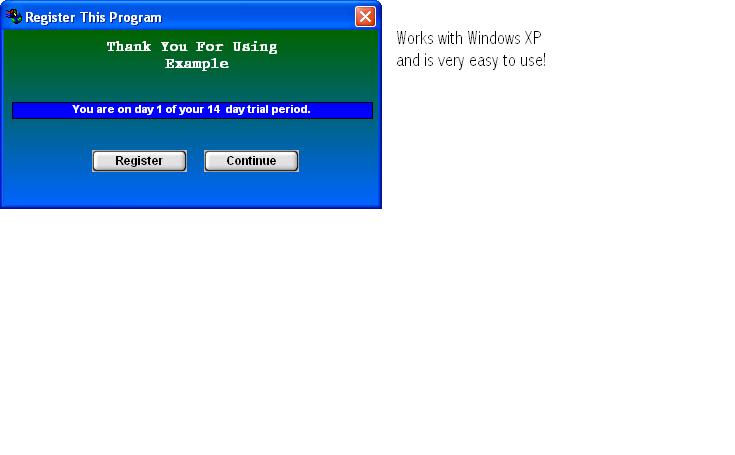 Register This Program
Thank You For Using
Example
You are on day 1 of your 14 day trial period.
Register
Continue
Works with Windows XP
and is very easy to use!